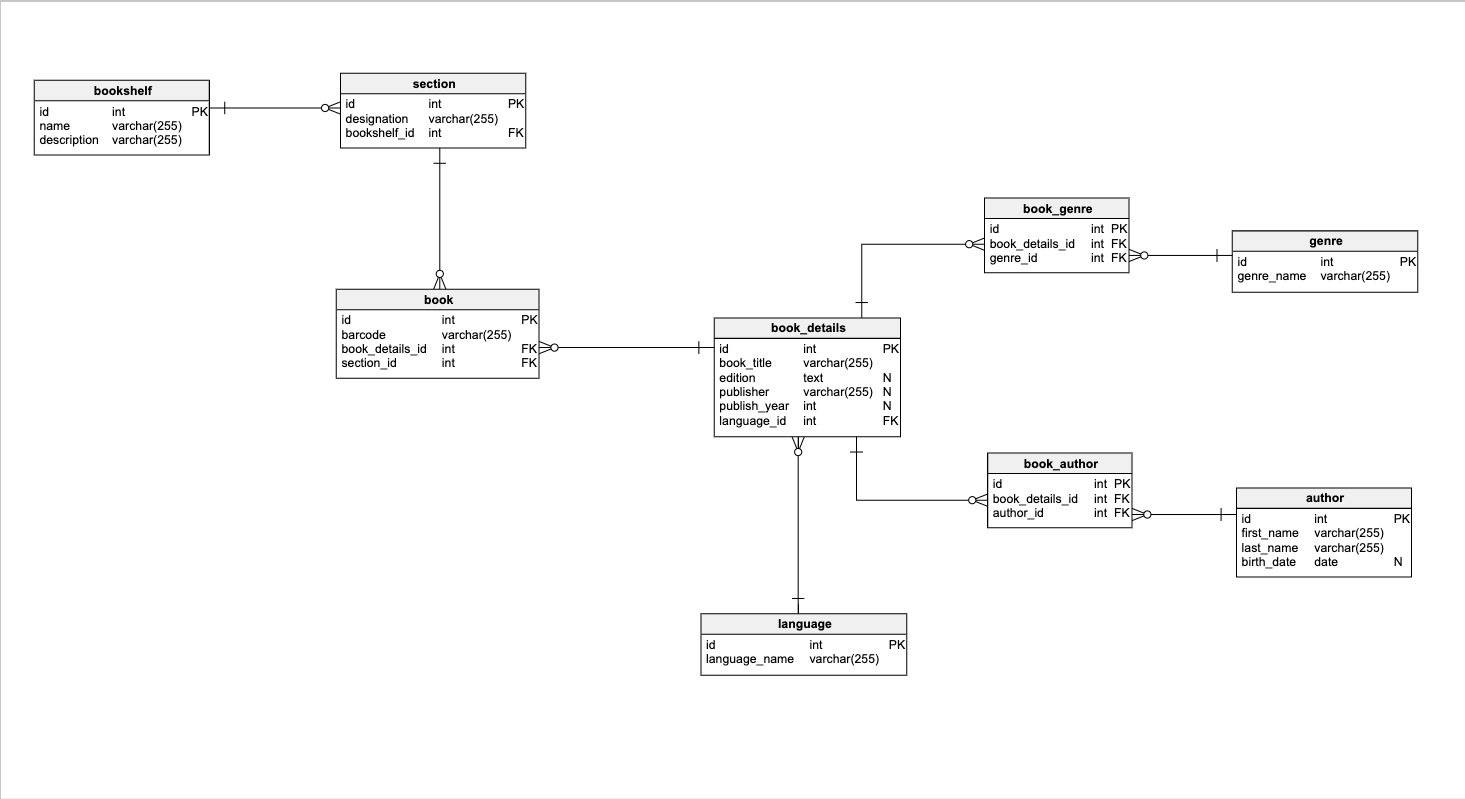 bookshelf
id int PK
name varchar(255)
description varchar(255)
section
id int PK
designation varchar(255)
bookshelf_id int FK
book_genre
id int PK
book_details_id int FK
genre_id int FK
genre
id int PK
genre_name varchar(255)
book
id int PK
barcode varchar(255)
book_details_id int FK
section_id int FK
book_details
id int PK
book_title varchar(255)
edition text N
publisher varchar(255) N
publish_year int N
language_id int FK
book_author
id int PK
book_details_id int FK
author_id int FK
author
id int PK
first_name varchar(255)
last_name varchar(255)
birth_date date N
language
id int PK
language_name varchar(255)